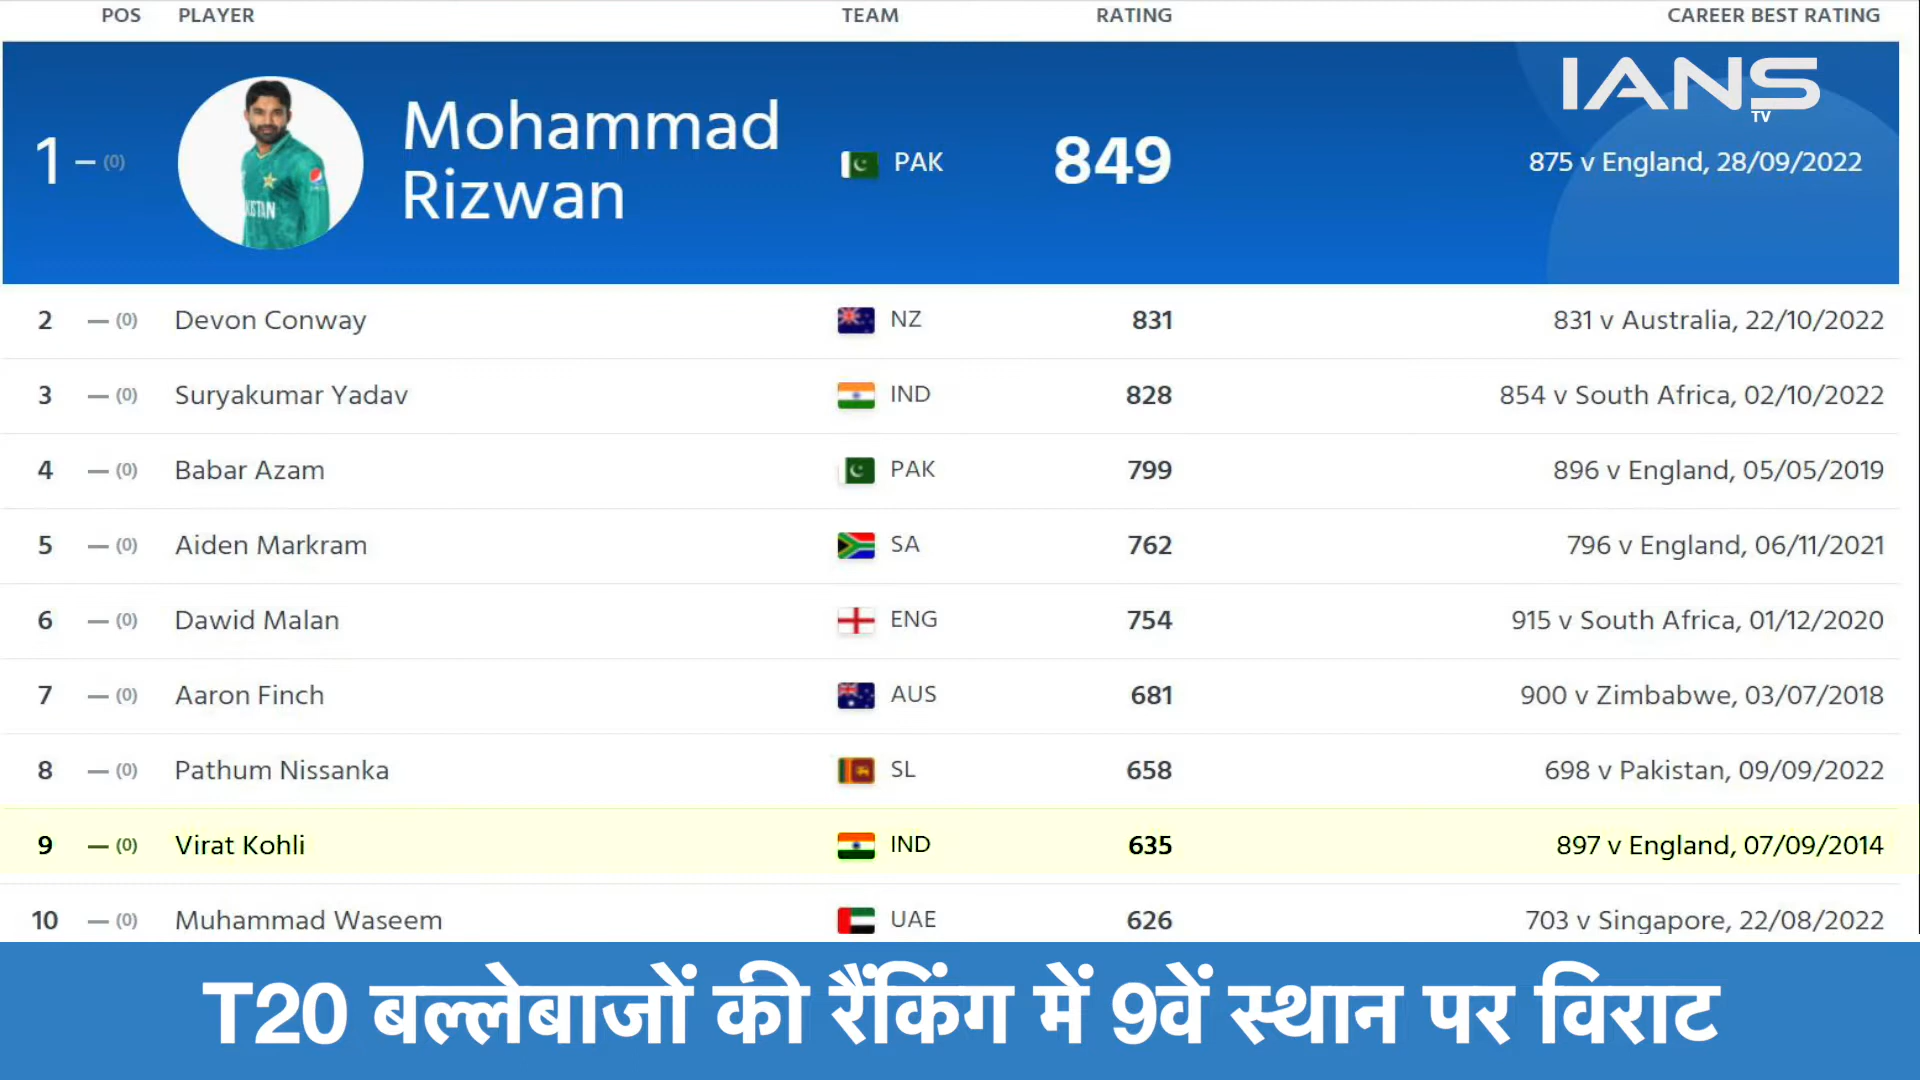 POS PLAYER TEAM RATING CAREER BEST RATING
IANS
TV
1 — (0) Mohammad Rizwan PAK 849 875 v England, 28/09/2022
2 — (0) Devon Conway NZ 831 831 v Australia, 22/10/2022
3 — (0) Suryakumar Yadav IND 828 854 v South Africa, 02/10/2022
4 — (0) Babar Azam PAK 799 896 v England, 05/05/2019
5 — (0) Aiden Markram SA 762 796 v England, 06/11/2021
6 — (0) Dawid Malan ENG 754 915 v South Africa, 01/12/2020
7 — (0) Aaron Finch AUS 681 900 v Zimbabwe, 03/07/2018
8 — (0) Pathum Nissanka SL 658 698 v Pakistan, 09/09/2022
9 — (0) Virat Kohli IND 635 897 v England, 07/09/2014
10 — (0) Muhammad Waseem UAE 626 703 v Singapore, 22/08/2022
T20 बल्लेबाजों की रैंकिंग में 9वें स्थान पर विराट